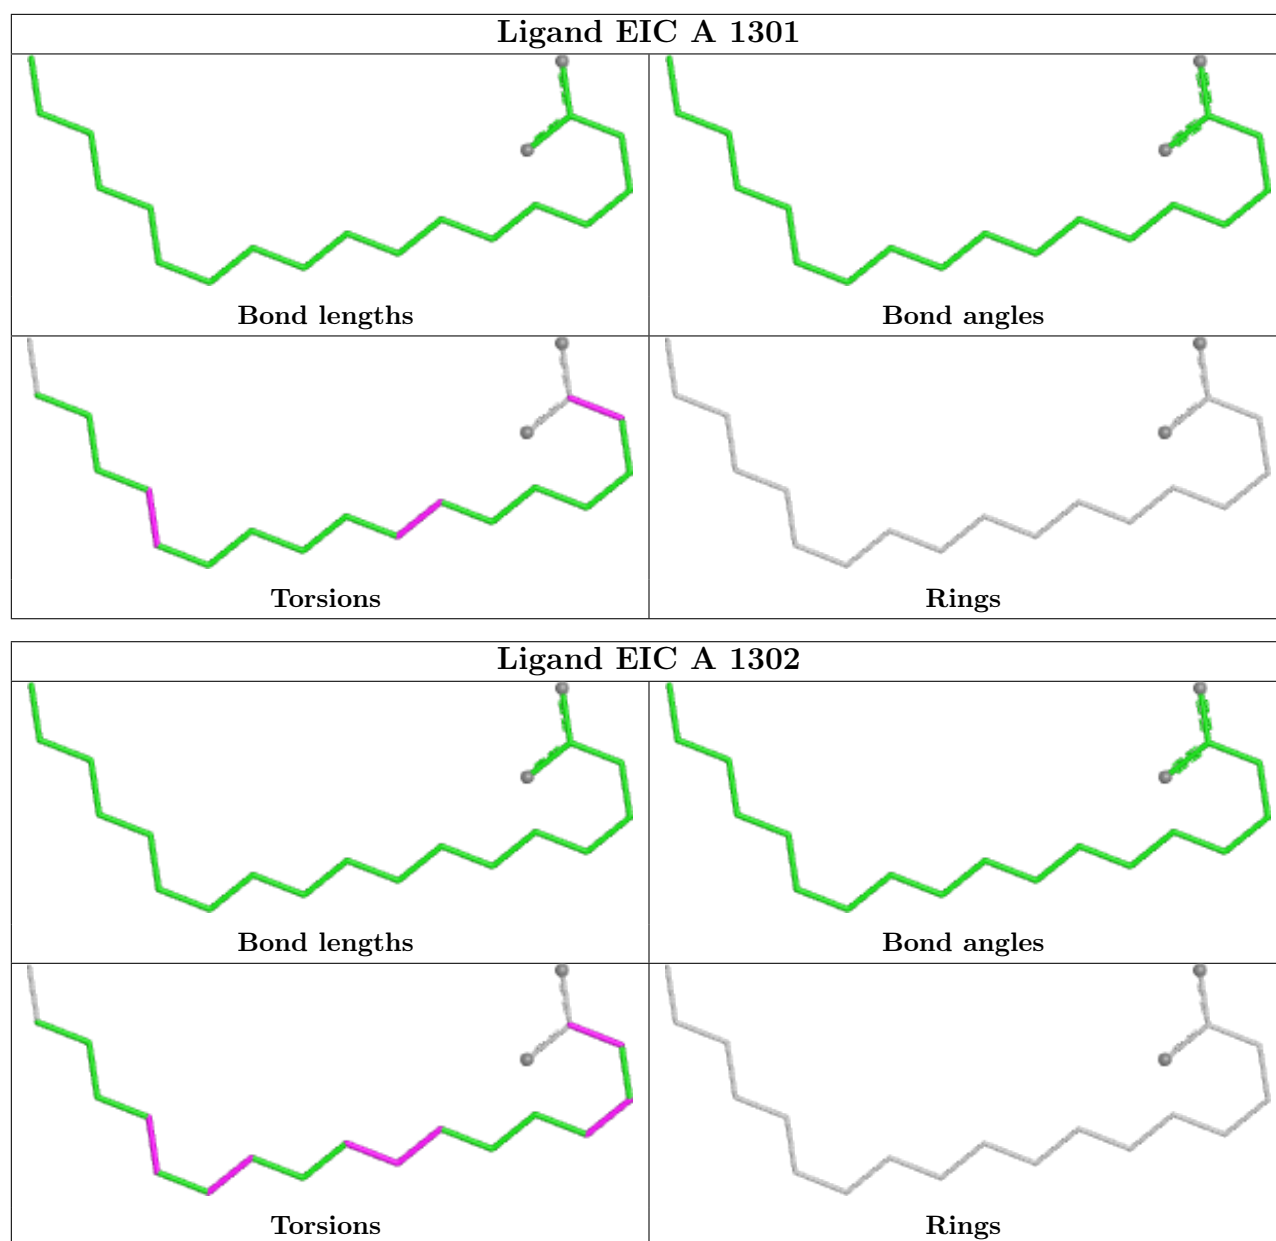 Ligand EIC A 1301
Bond lengths
Bond angles
Torsions
Rings
Ligand EIC A 1302
Bond lengths
Bond angles
Torsions
Rings